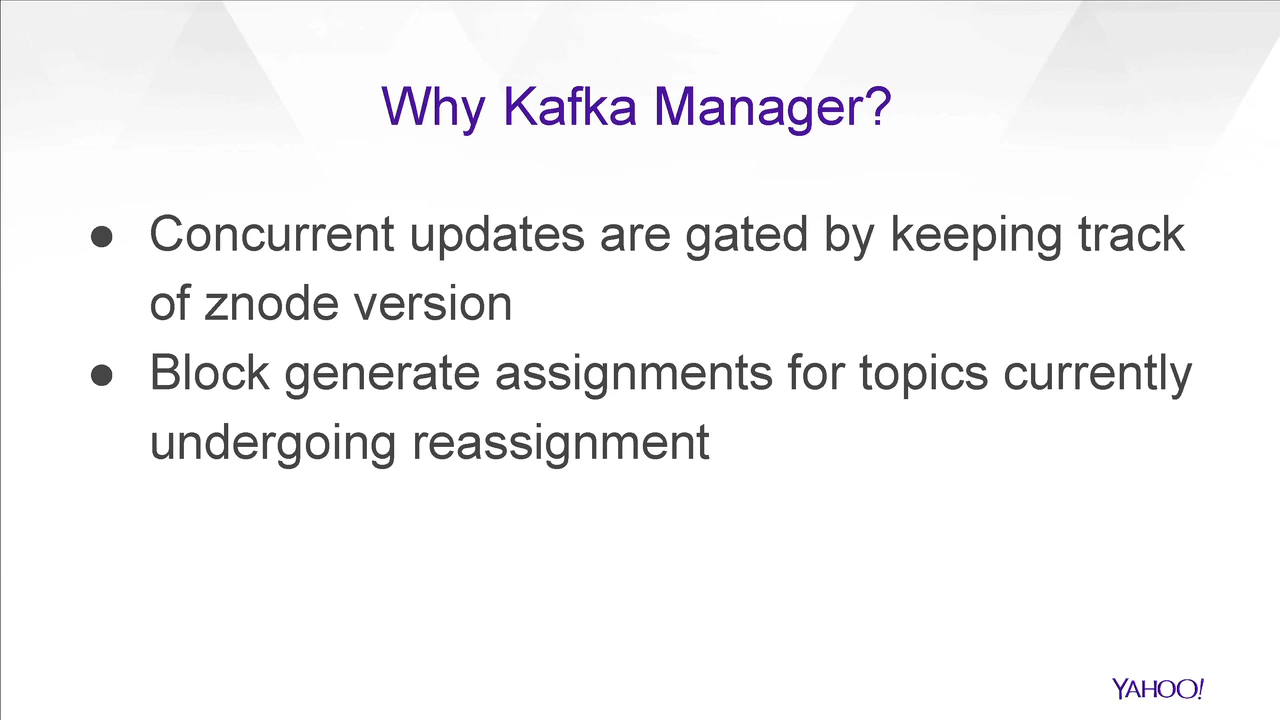 Why Kafka Manager?
● Concurrent updates are gated by keeping track
of znode version
● Block generate assignments for topics currently
undergoing reassignment
YAHOO!